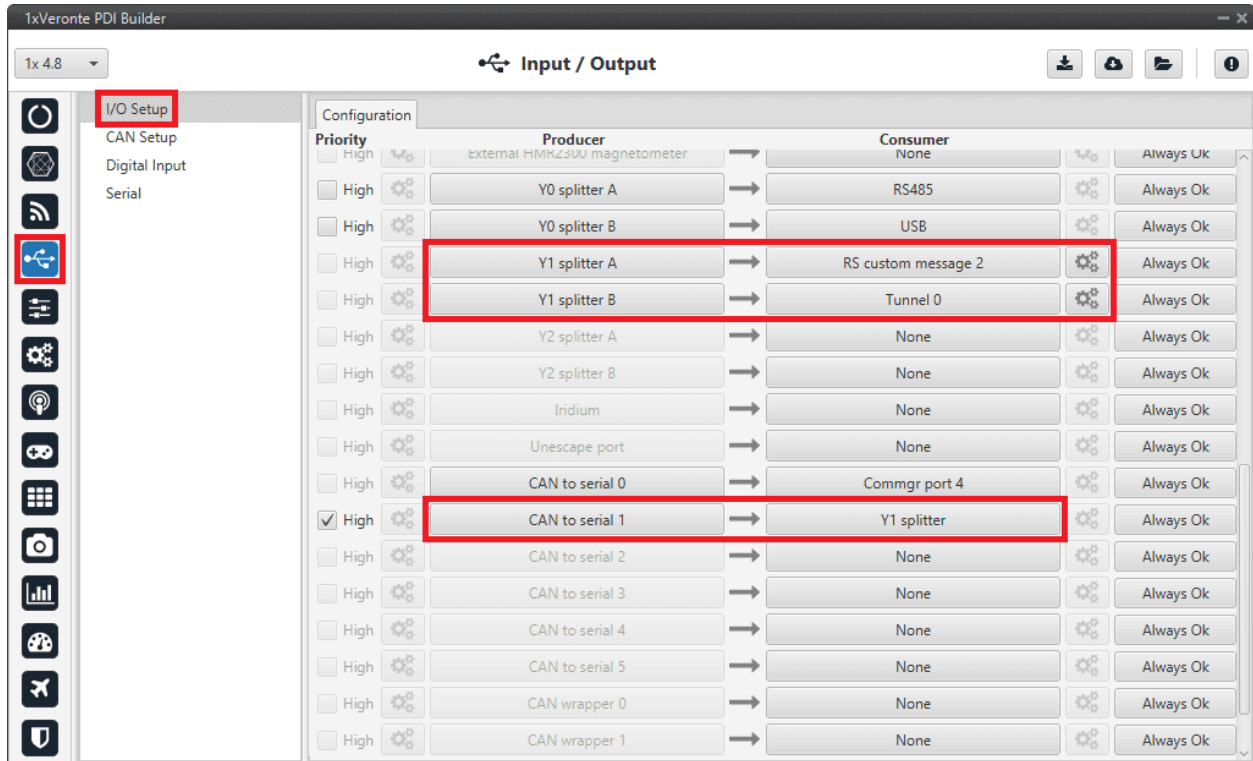 1xVeronte PDI Builder
1x 4.8 Input / Output
I/O Setup
CAN Setup
Digital Input
Serial
Configuration
Priority Producer Consumer
High External HMR2300 magnetometer None Always Ok
High Y0 splitter A RS485 Always Ok
High Y0 splitter B USB Always Ok
High Y1 splitter A RS custom message 2 Always Ok
High Y1 splitter B Tunnel 0 Always Ok
High Y2 splitter A None Always Ok
High Y2 splitter B None Always Ok
High Iridium None Always Ok
High Unescape port None Always Ok
High CAN to serial 0 Commgr port 4 Always Ok
High CAN to serial 1 Y1 splitter Always Ok
High CAN to serial 2 None Always Ok
High CAN to serial 3 None Always Ok
High CAN to serial 4 None Always Ok
High CAN to serial 5 None Always Ok
High CAN wrapper 0 None Always Ok
High CAN wrapper 1 None Always Ok